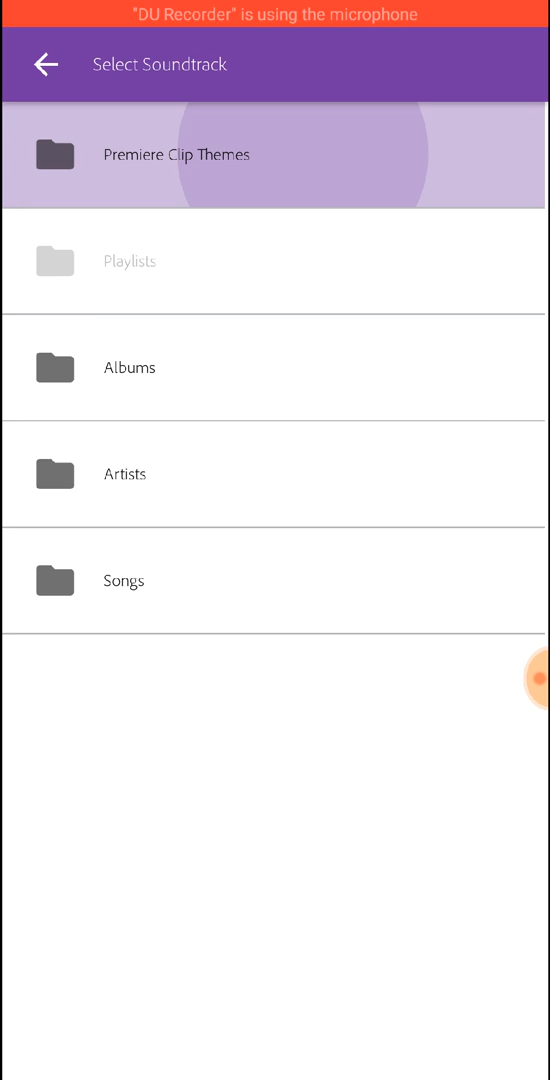 "DU Recorder" is using the microphone
Select Soundtrack
Premiere Clip Themes
Playlists
Albums
Artists
Songs